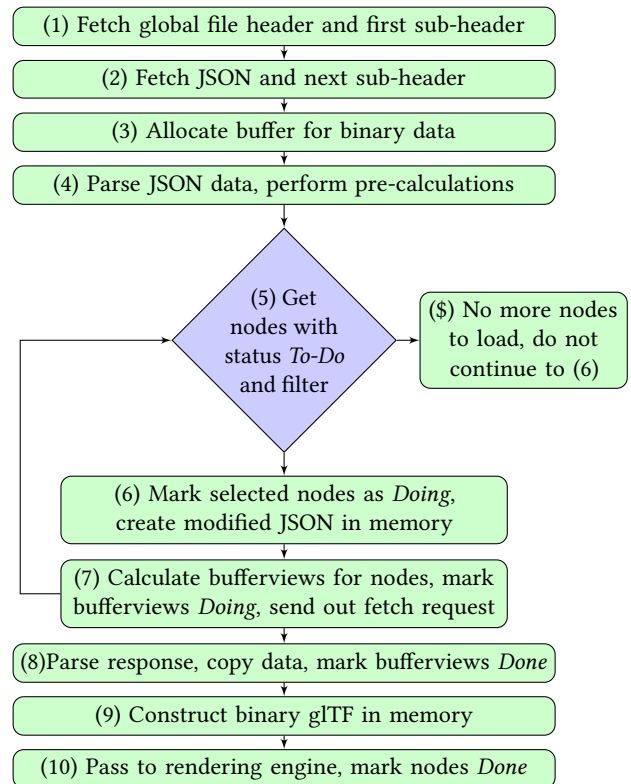 (1) Fetch global file header and first sub-header
(2) Fetch JSON and next sub-header
(3) Allocate buffer for binary data
(4) Parse JSON data, perform pre-calculations
(5) Get
nodes with
status To-Do
and filter
($) No more nodes
to load, do not
continue to (6)
(6) Mark selected nodes as Doing,
create modified JSON in memory
(7) Calculate bufferviews for nodes, mark
bufferviews Doing, send out fetch request
(8)Parse response, copy data, mark bufferviews Done
(9) Construct binary glTF in memory
(10) Pass to rendering engine, mark nodes Done